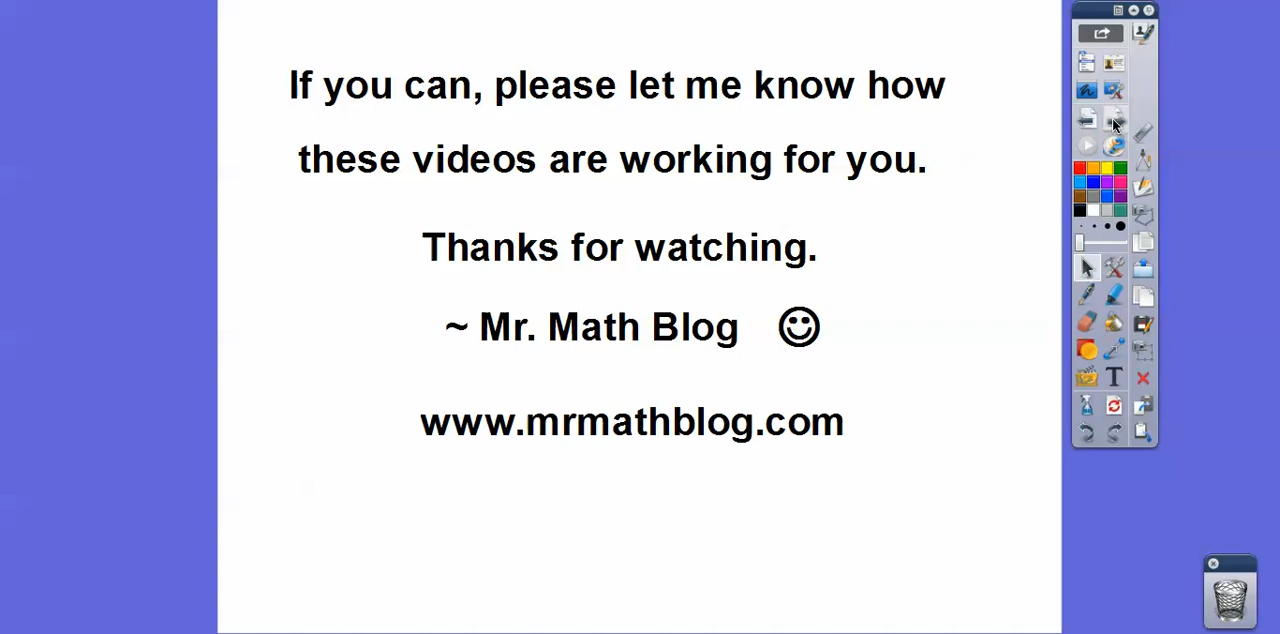 If you can, please let me know how
these videos are working for you.
Thanks for watching.
~ Mr. Math Blog ☺
www.mrmathblog.com